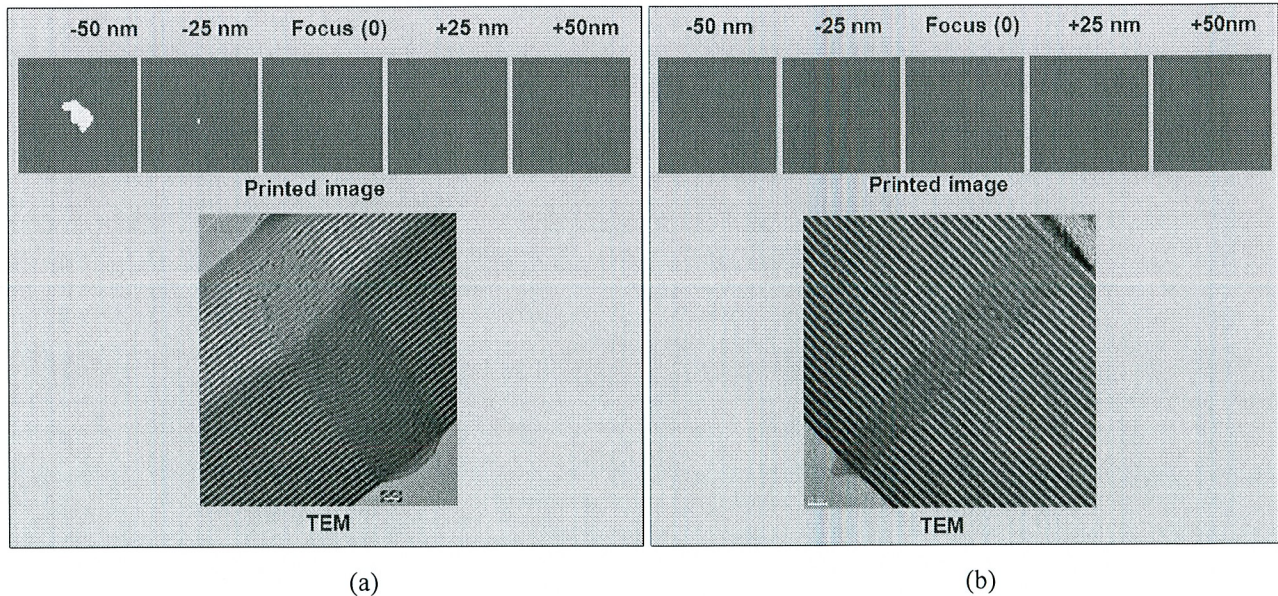 -50 nm -25 nm Focus (0) +25 nm +50nm
Printed image
TEM
(a)
-50 nm -25 nm Focus (0) +25 nm +50nm
Printed image
TEM
(b)